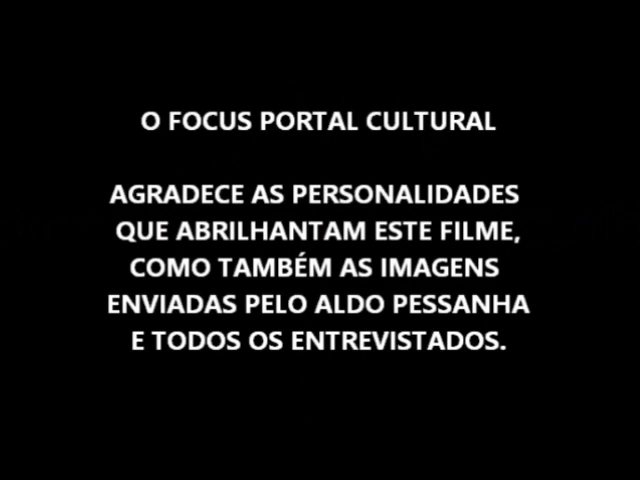 O FOCUS PORTAL CULTURAL
AGRADECE AS PERSONALIDADES
QUE ABRILHANTAM ESTE FILME,
COMO TAMBÉM AS IMAGENS
ENVIADAS PELO ALDO PESSANHA
E TODOS OS ENTREVISTADOS.